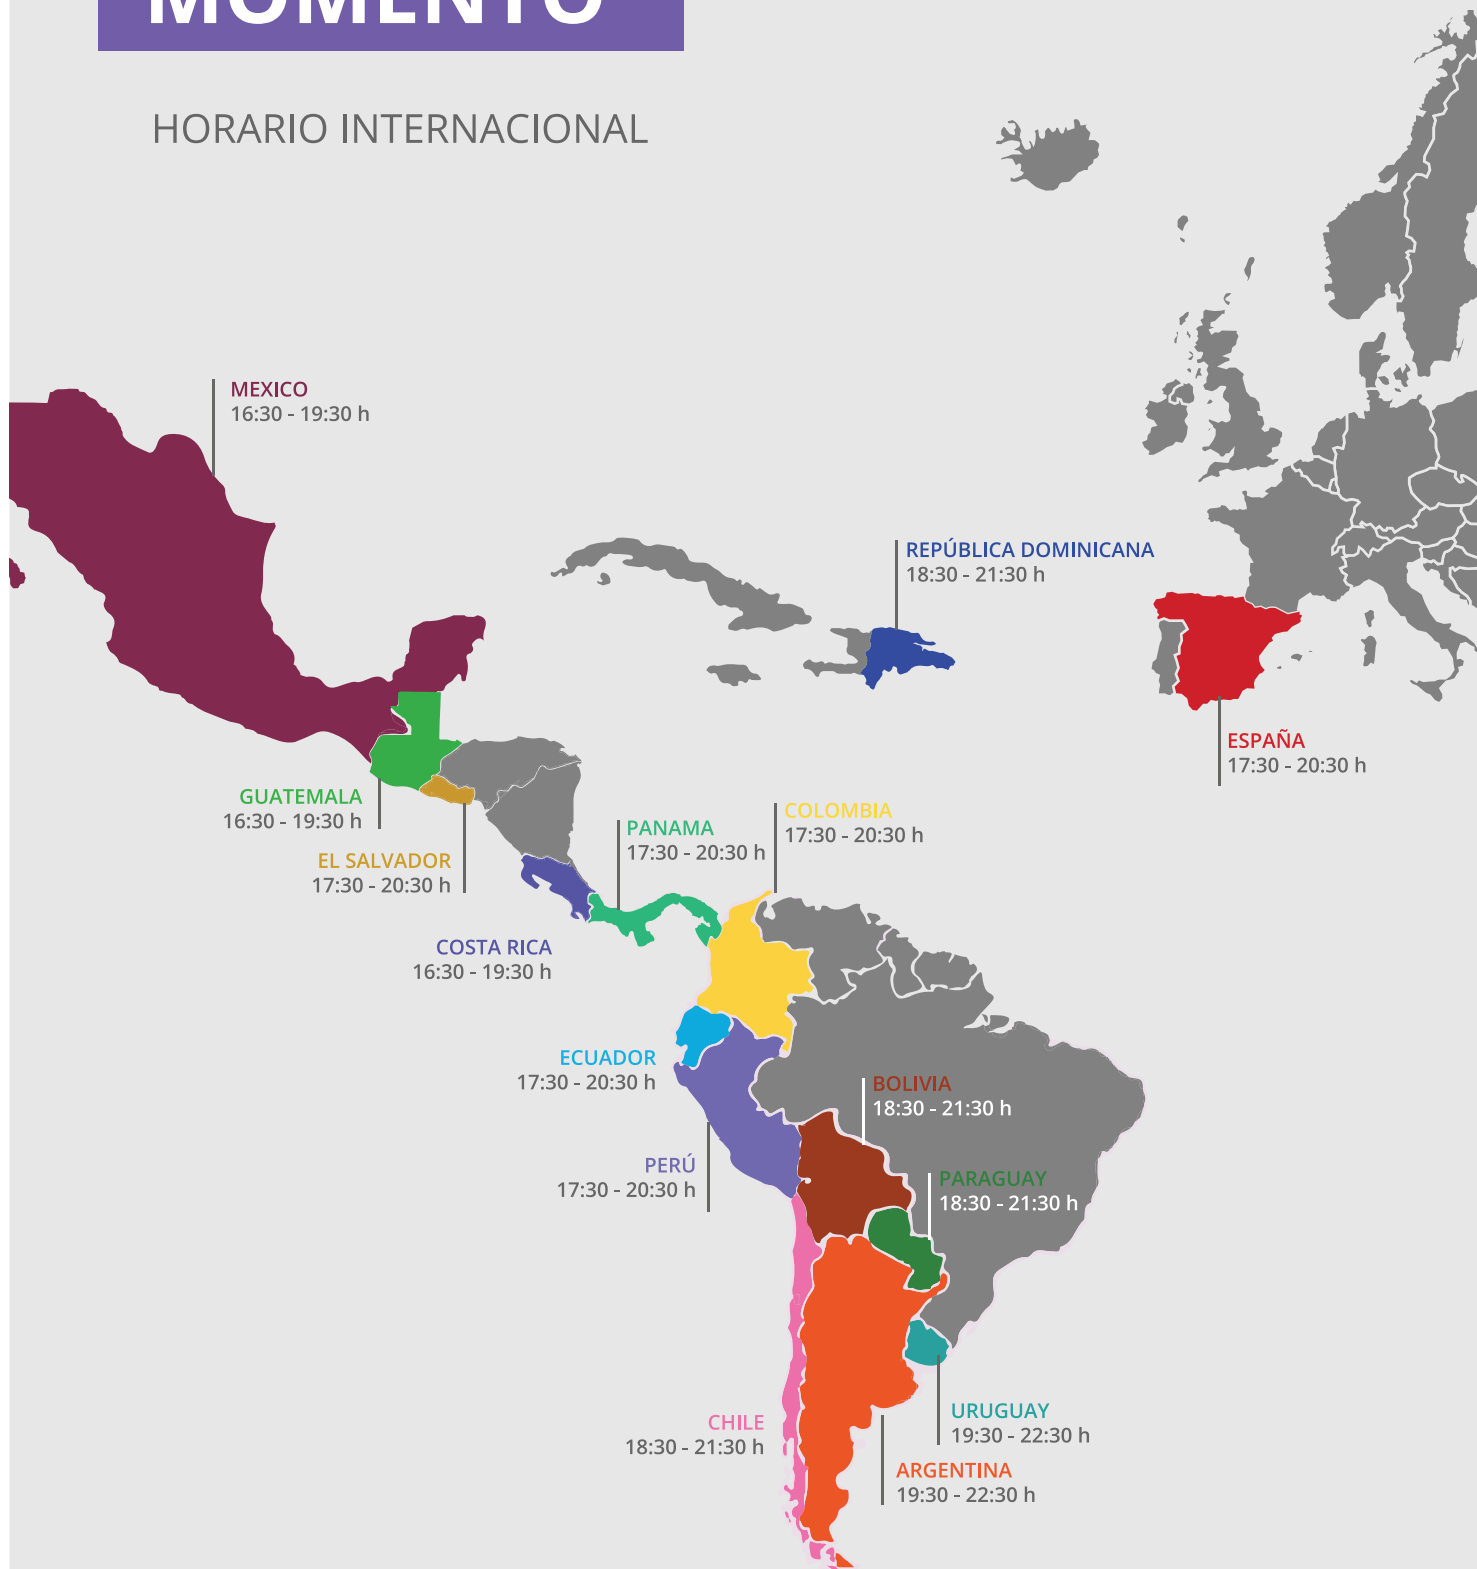 MOMENTO
HORARIO INTERNACIONAL
MEXICO
16:30 - 19:30 h
REPÚBLICA DOMINICANA
18:30 - 21:30 h
ESPAÑA
17:30 - 20:30 h
GUATEMALA
16:30 - 19:30 h
EL SALVADOR
17:30 - 20:30 h
PANAMA
17:30 - 20:30 h
COLOMBIA
17:30 - 20:30 h
COSTA RICA
16:30 - 19:30 h
ECUADOR
17:30 - 20:30 h
BOLIVIA
18:30 - 21:30 h
PERÚ
17:30 - 20:30 h
PARAGUAY
18:30 - 21:30 h
CHILE
18:30 - 21:30 h
URUGUAY
19:30 - 22:30 h
ARGENTINA
19:30 - 22:30 h